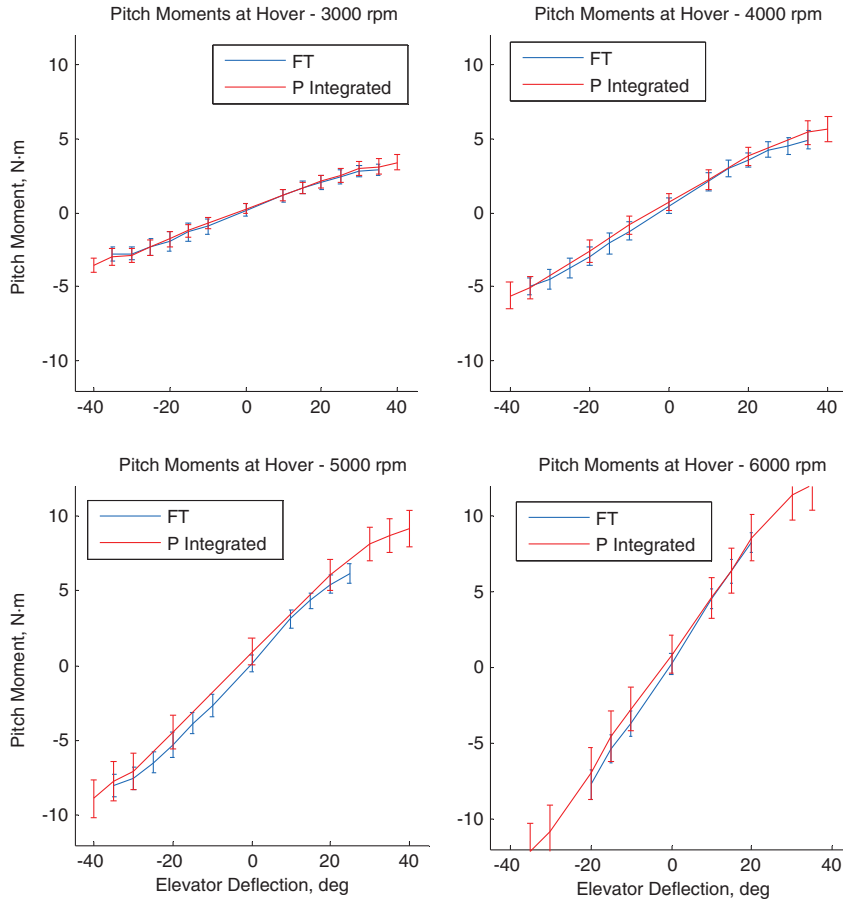 Pitch Moments at Hover - 3000 rpm
FT
P Integrated
10
5
0
-5
-10
Pitch Moment, N·m
-40 -20 0 20 40
Pitch Moments at Hover - 4000 rpm
FT
P Integrated
10
5
0
-5
-10
-40 -20 0 20 40
Pitch Moments at Hover - 5000 rpm
FT
P Integrated
10
5
0
-5
-10
Pitch Moment, N·m
-40 -20 0 20 40
Elevator Deflection, deg
Pitch Moments at Hover - 6000 rpm
FT
P Integrated
10
5
0
-5
-10
-40 -20 0 20 40
Elevator Deflection, deg